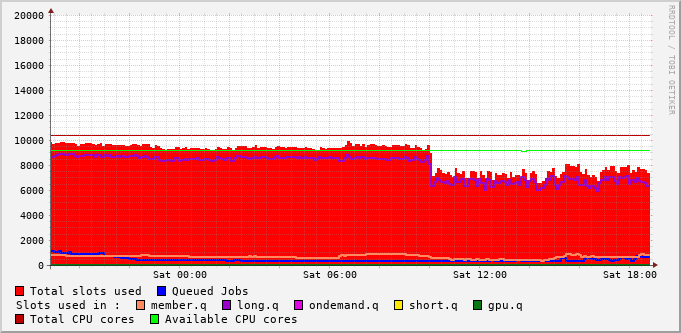 RRDTOOL / TOBI OETIKER
20000
18000
16000
14000
12000
10000
8000
6000
4000
2000
0
Sat 00:00 Sat 06:00 Sat 12:00 Sat 18:00
Total slots used Queued Jobs
Slots used in : member.q long.q ondemand.q short.q gpu.q
Total CPU cores Available CPU cores